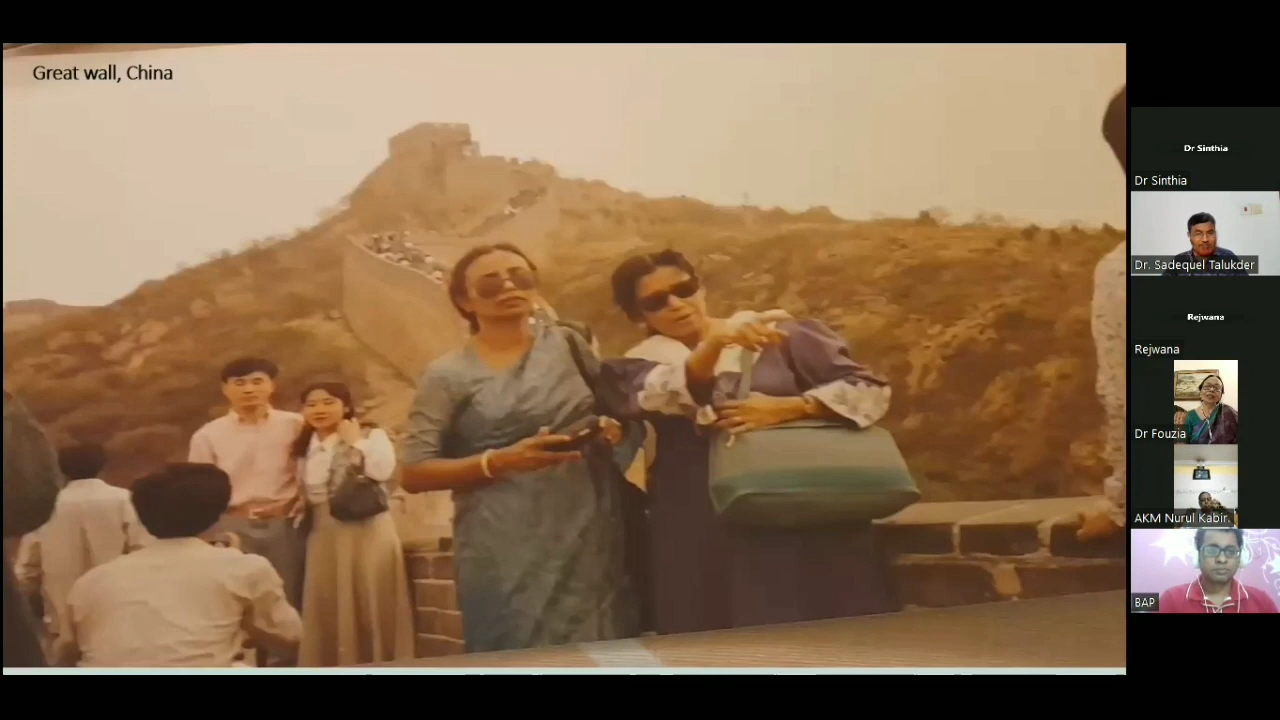 Great wall, China
Dr Sinthia
Dr Sinthia
Dr. Sadequel Talukder
Rejwana
Rejwana
Dr Fouzia
AKM Nurul Kabir.
BAP